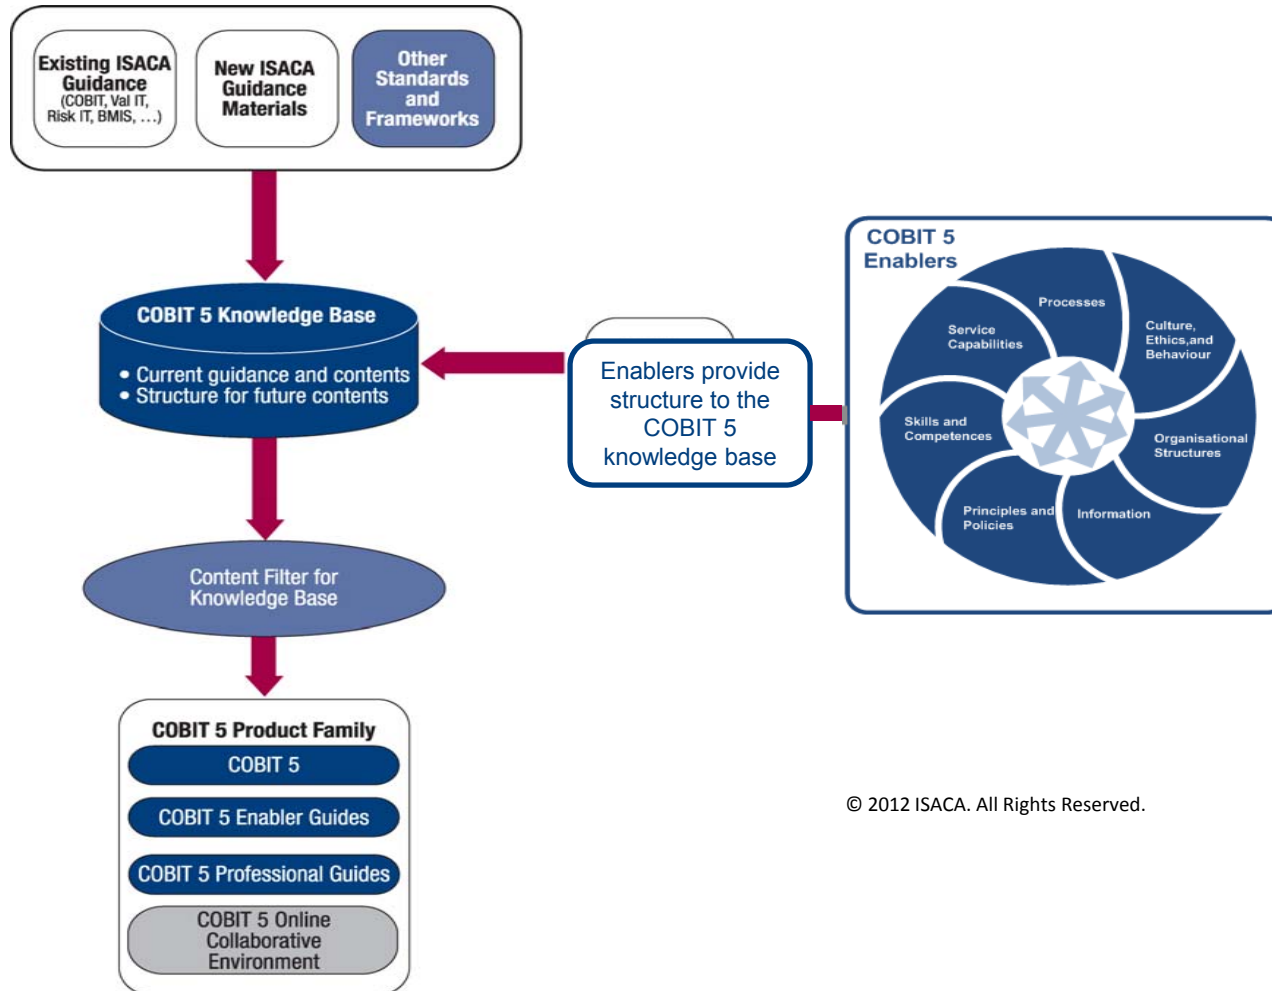 Existing ISACA
Guidance
(COBIT, Val IT,
Risk IT, BMIS, ...)
New ISACA
Guidance
Materials
Other
Standards
and
Frameworks
COBIT 5 Knowledge Base
• Current guidance and contents
• Structure for future contents
Enablers provide
structure to the
COBIT 5
knowledge base
COBIT 5
Enablers
Processes
Culture,
Ethics,and
Behaviour
Organisational
Structures
Information
Principles and
Policies
Skills and
Competences
Service
Capabilities
Content Filter for
Knowledge Base
COBIT 5 Product Family
COBIT 5
COBIT 5 Enabler Guides
COBIT 5 Professional Guides
COBIT 5 Online
Collaborative
Environment
© 2012 ISACA. All Rights Reserved.